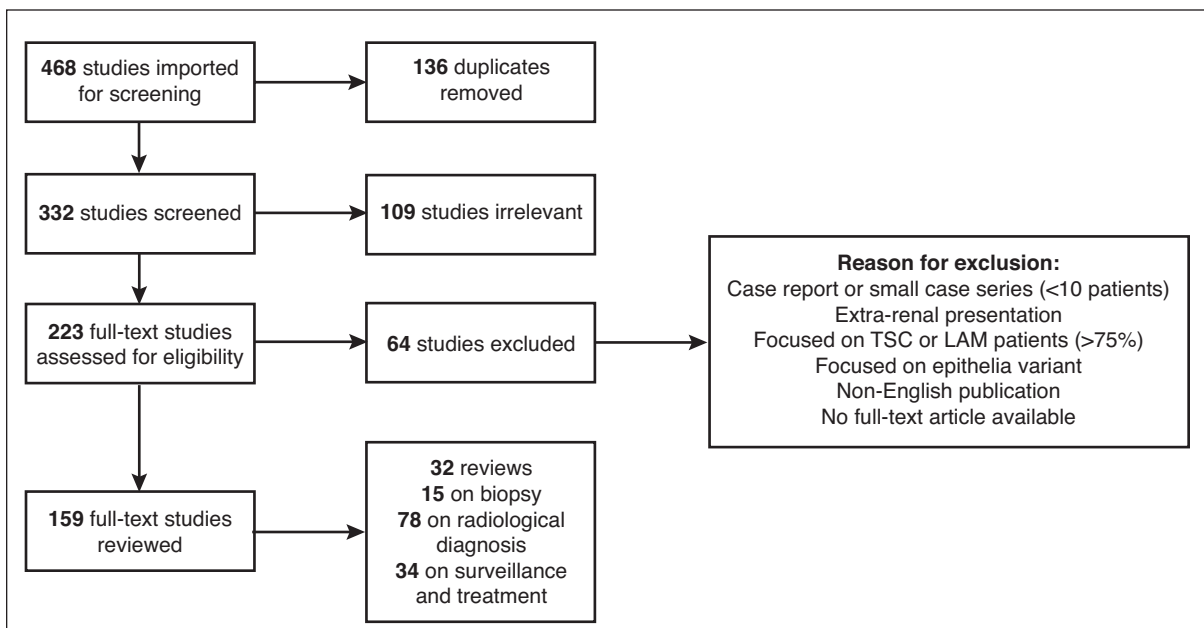 468 studies imported
for screening
136 duplicates
removed
332 studies screened
109 studies irrelevant
223 full-text studies
assessed for eligibility
64 studies excluded
Reason for exclusion:
Case report or small case series (<10 patients)
Extra-renal presentation
Focused on TSC or LAM patients (>75%)
Focused on epithelia variant
Non-English publication
No full-text article available
159 full-text studies
reviewed
32 reviews
15 on biopsy
78 on radiological
diagnosis
34 on surveillance
and treatment